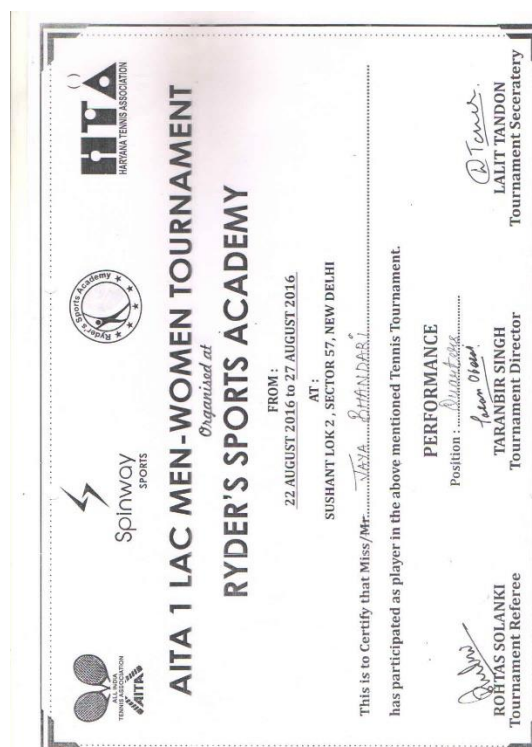 ALL INDIA
TENNIS ASSOCIATION
AITA
Spinway
SPORTS
Ryder's Sports Academy
HTA
HARYANA TENNIS ASSOCIATION
AITA 1 LAC MEN-WOMEN TOURNAMENT
Organised at
RYDER'S SPORTS ACADEMY
FROM :
22 AUGUST 2016 to 27 AUGUST 2016
AT :
SUSHANT LOK 2 , SECTOR 57, NEW DELHI
This is to Certify that Miss/Mr. JAYA BHANDARI
has participated as player in the above mentioned Tennis Tournament.
PERFORMANCE
Position :
ROHTAS SOLANKI
Tournament Referee
TARANBIR SINGH
Tournament Director
LALIT TANDON
Tournament Seceratery